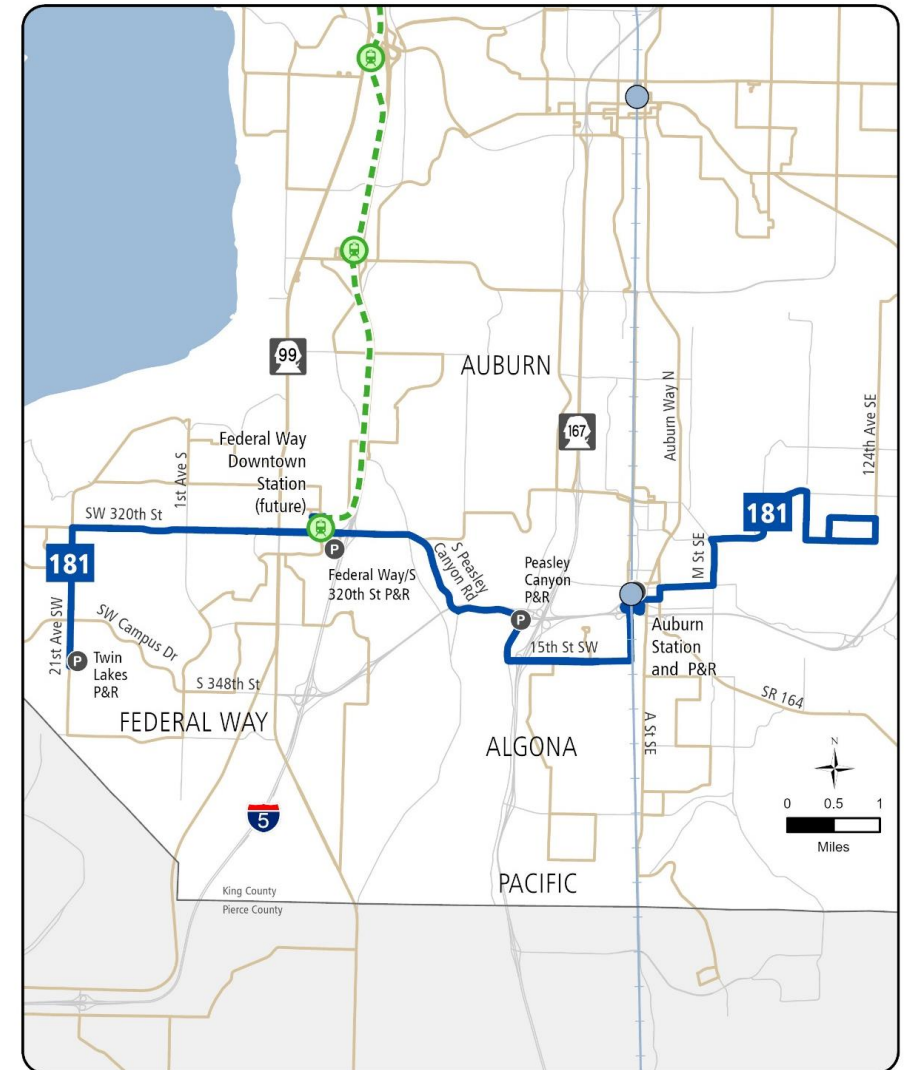 99
AUBURN
167
Auburn Way N
124th Ave SE
Federal Way
Downtown
Station
(future)
1st Ave S
SW 320th St
181
181
M St SE
S Peasley
Canyon Rd
Peasley
Canyon
P&R
P
Federal Way/S
320th St P&R
P
21st Ave SW
SW Campus Dr
P
Twin
Lakes
P&R
15th St SW
Auburn
Station
and P&R
S 348th St
SR 164
FEDERAL WAY
A St SE
ALGONA
N
0 0.5 1
Miles
5
PACIFIC
King County
Pierce County